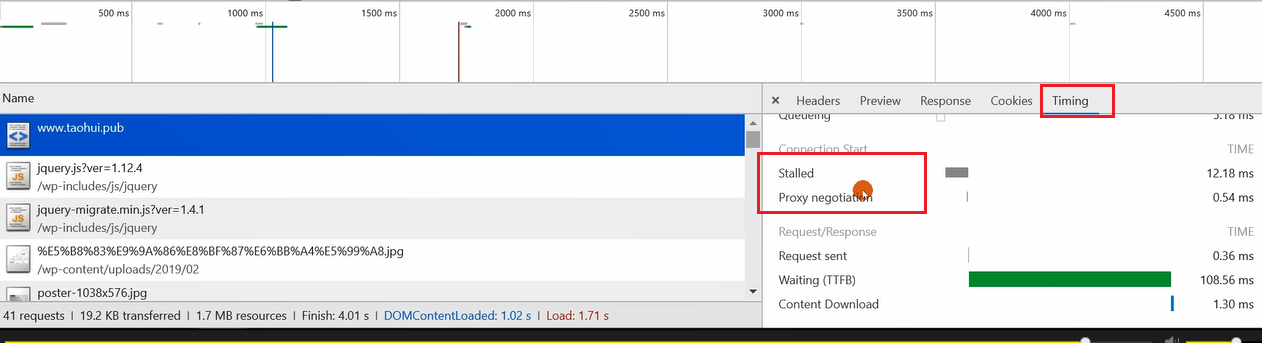 500 ms 1000 ms 1500 ms 2000 ms 2500 ms 3000 ms 3500 ms 4000 ms 4500 ms
Name
www.taohui.pub
jquery.js?ver=1.12.4
/wp-includes/js/jquery
jquery-migrate.min.js?ver=1.4.1
/wp-includes/js/jquery
%E5%B8%83%E9%9A%86%E8%BF%87%E6%BB%A4%E5%99%A8.jpg
/wp-content/uploads/2019/02
poster-1038x576.jpg
41 requests | 19.2 KB transferred | 1.7 MB resources | Finish: 4.01 s | DOMContentLoaded: 1.02 s | Load: 1.71 s
× Headers Preview Response Cookies Timing
Queueing 5.18 ms
Connection Start TIME
Stalled 12.18 ms
Proxy negotiation 0.54 ms
Request/Response TIME
Request sent 0.36 ms
Waiting (TTFB) 108.56 ms
Content Download 1.30 ms